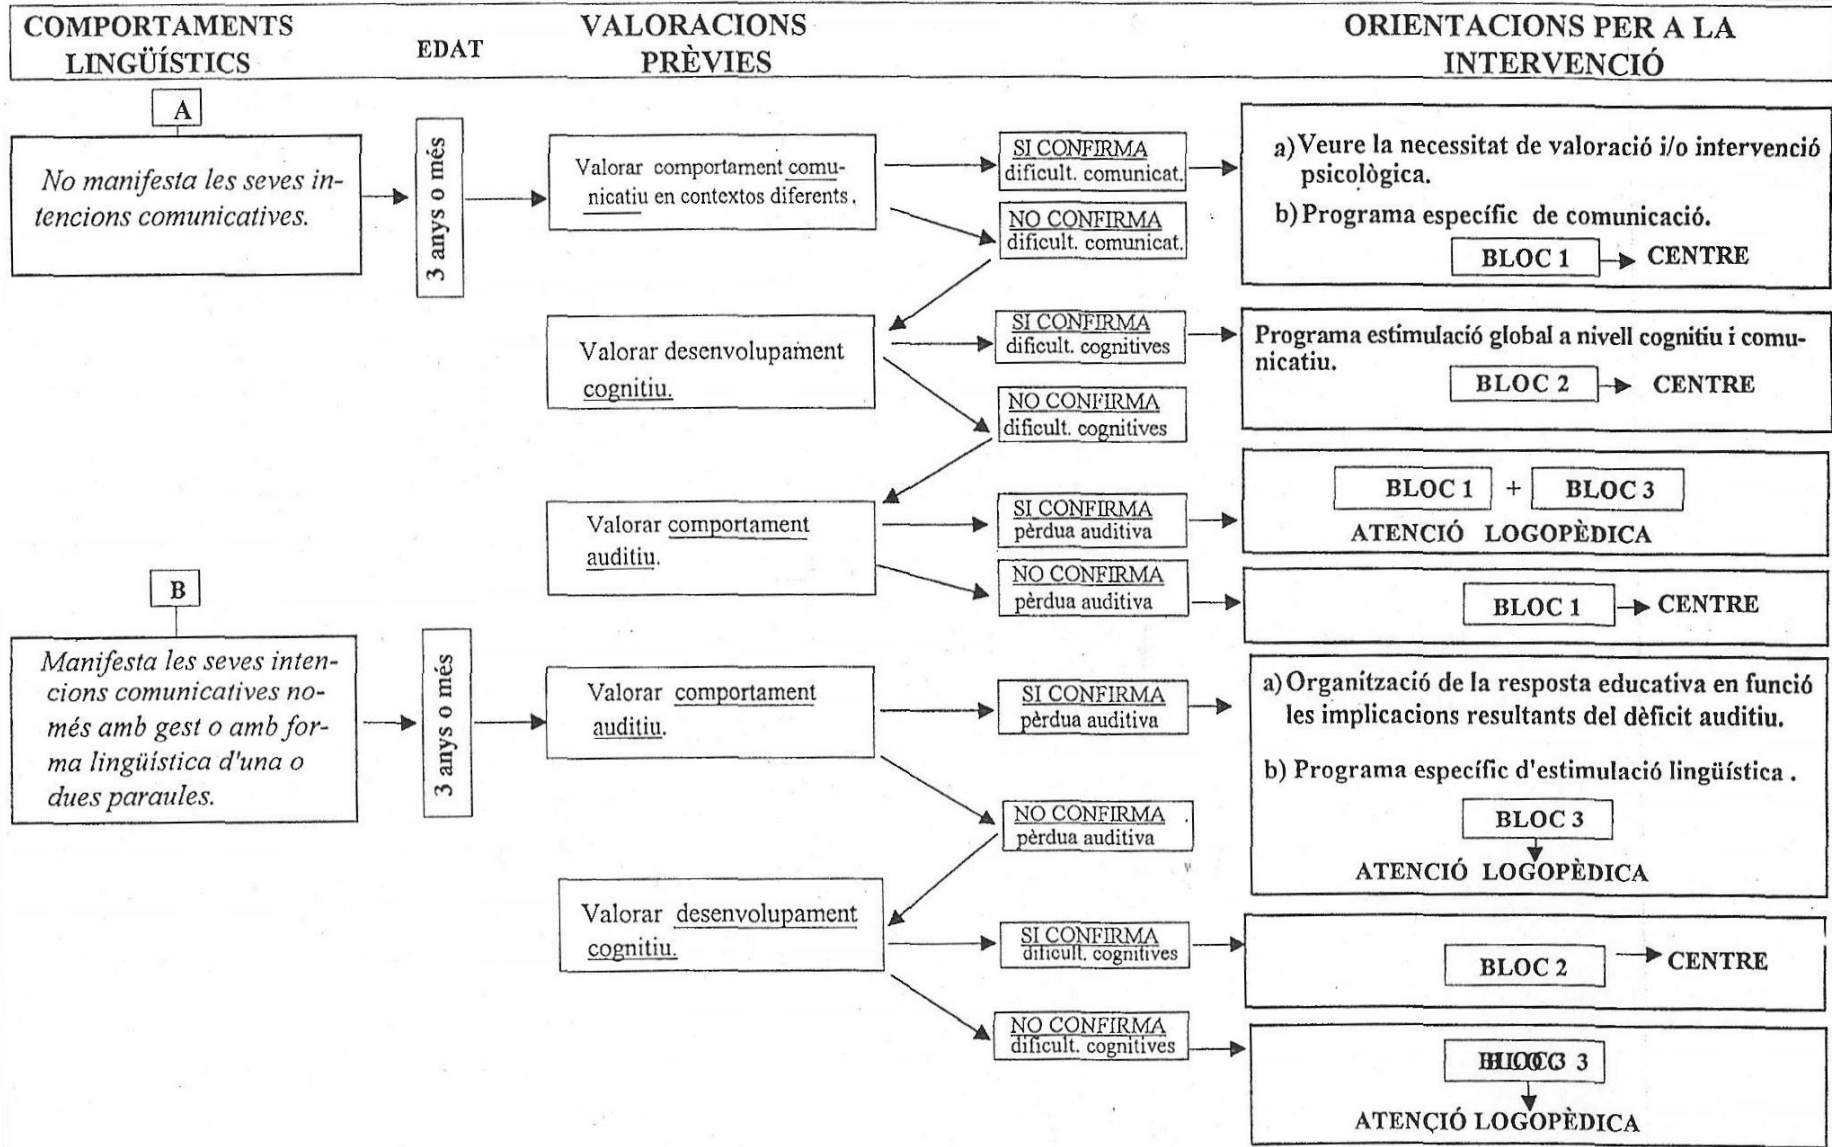 COMPORTAMENTS
LINGÜÍSTICS
EDAT
VALORACIONS
PRÈVIES
ORIENTACIONS PER A LA
INTERVENCIÓ
A
No manifesta les seves in-
tencions comunicatives.
3 anys o més
Valorar comportament comu-
nicatiu en contextos diferents.
SI CONFIRMA
dificult. comunicat.
NO CONFIRMA
dificult. comunicat.
a) Veure la necessitat de valoració i/o intervenció
psicològica.
b) Programa específic de comunicació.
BLOC 1 CENTRE
Valorar desenvolupament
cognitiu.
SI CONFIRMA
dificult. cognitives
NO CONFIRMA
dificult. cognitives
Programa estimulació global a nivell cognitiu i comu-
nicatiu.
BLOC 2 CENTRE
Valorar comportament
auditiu.
SI CONFIRMA
pèrdua auditiva
NO CONFIRMA
pèrdua auditiva
BLOC 1 + BLOC 3
ATENCIÓ LOGOPÈDICA
BLOC 1 CENTRE
B
Manifesta les seves inten-
cions comunicatives no-
més amb gest o amb for-
ma lingüística d'una o
dues paraules.
3 anys o més
Valorar comportament
auditiu.
SI CONFIRMA
pèrdua auditiva
NO CONFIRMA
pèrdua auditiva
a) Organització de la resposta educativa en funció
les implicacions resultants del dèficit auditiu.
b) Programa específic d'estimulació lingüística.
BLOC 3
ATENCIÓ LOGOPÈDICA
Valorar desenvolupament
cognitiu.
SI CONFIRMA
dificult. cognitives
NO CONFIRMA
dificult. cognitives
BLOC 2 CENTRE
BLOC 3
ATENCIÓ LOGOPÈDICA